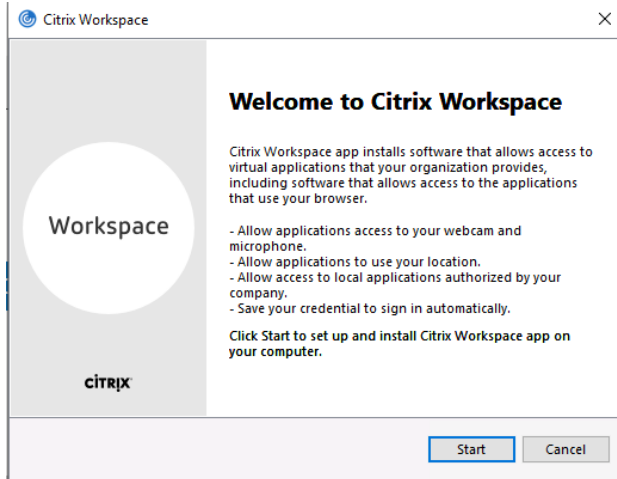 Citrix Workspace
Welcome to Citrix Workspace
Citrix Workspace app installs software that allows access to
virtual applications that your organization provides,
including software that allows access to the applications
that use your browser.
- Allow applications access to your webcam and
microphone.
- Allow applications to use your location.
- Allow access to local applications authorized by your
company.
- Save your credential to sign in automatically.
Click Start to set up and install Citrix Workspace app on
your computer.
Workspace
citrix
Start
Cancel